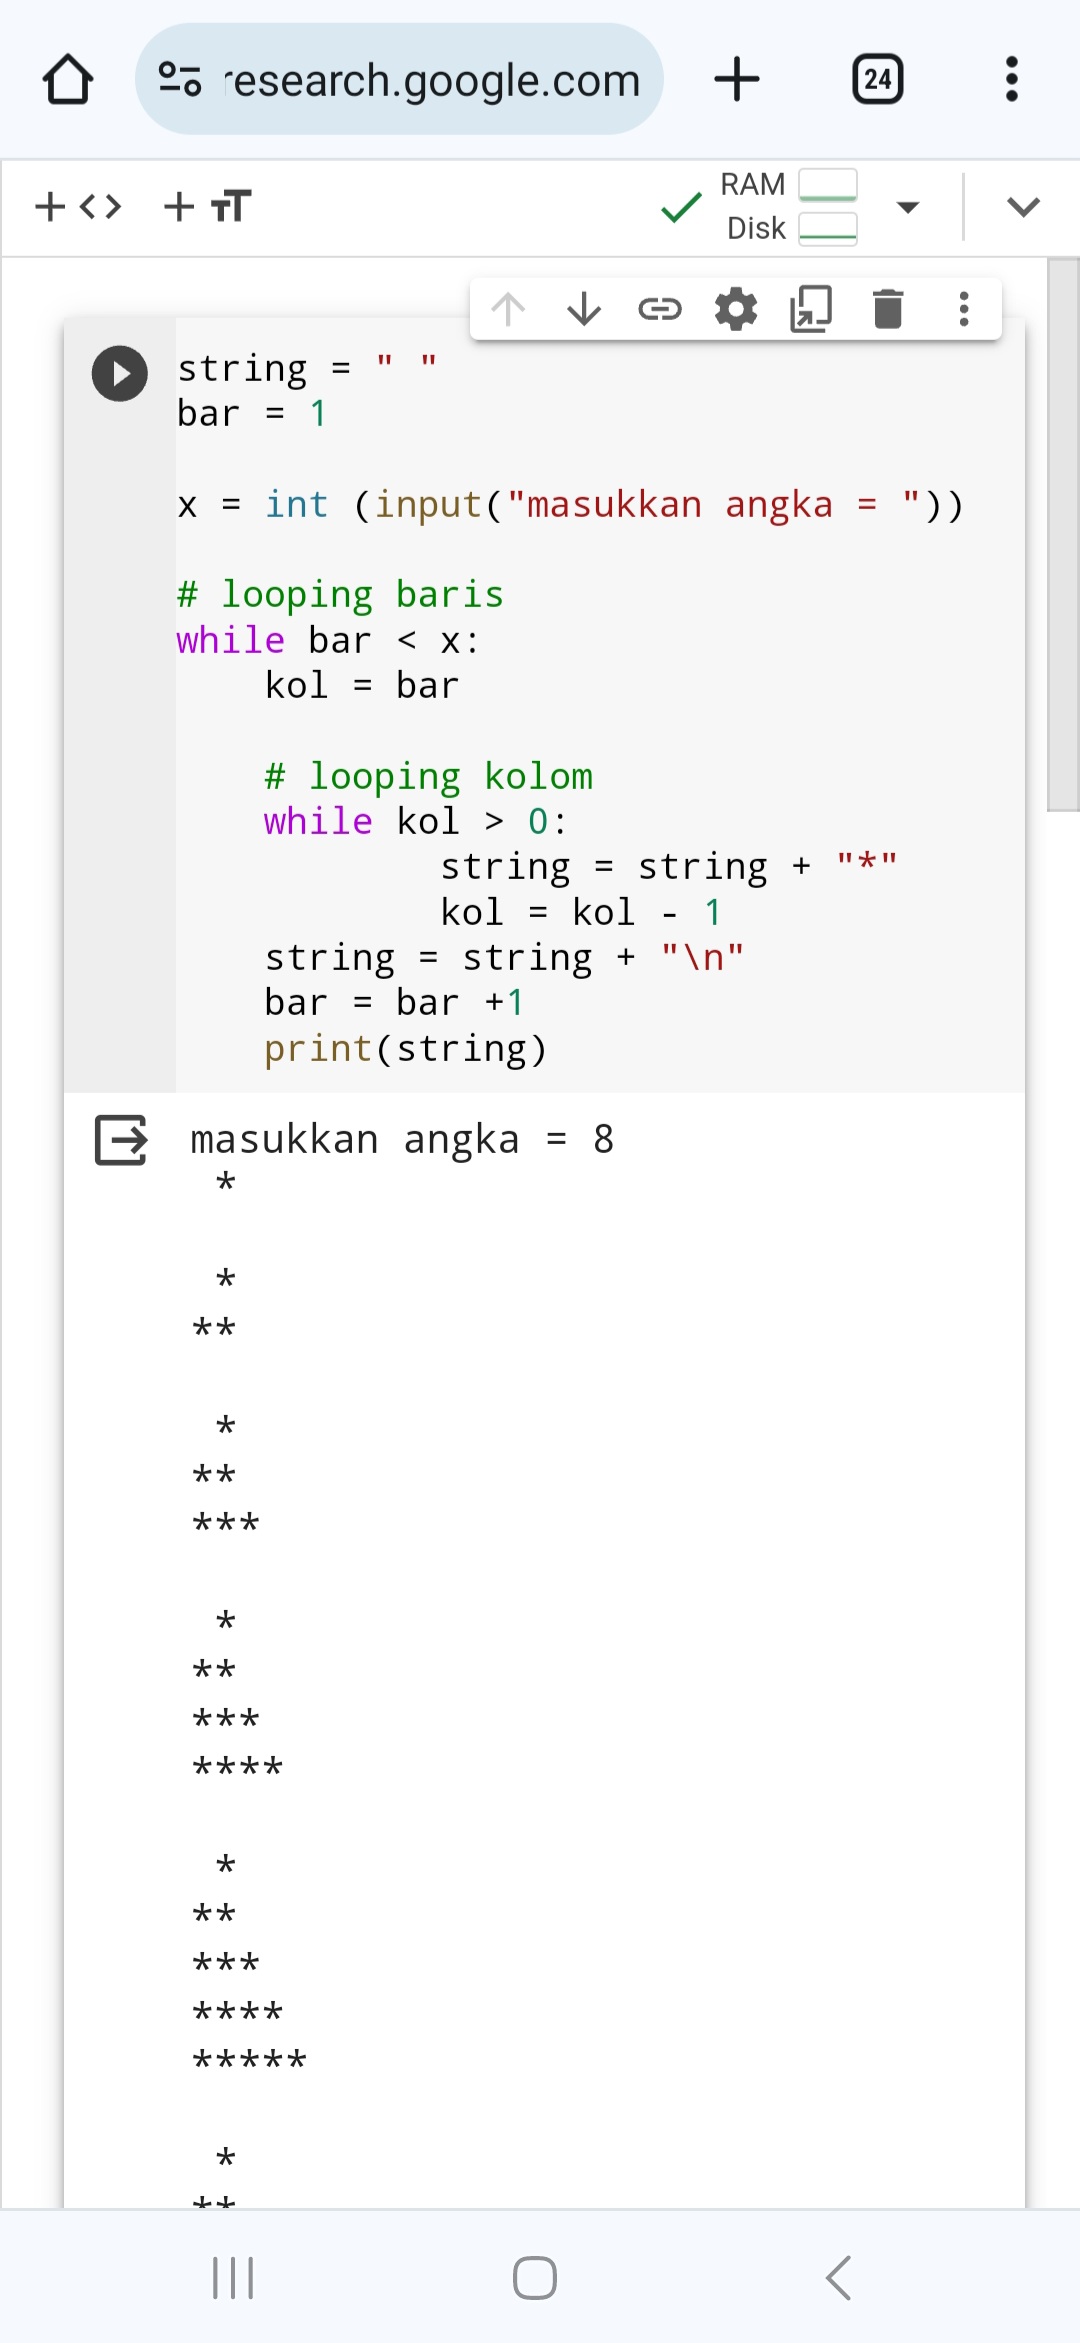 research.google.com
24
RAM
Disk
string = " "
bar = 1
x = int (input("masukkan angka = "))
# looping baris
while bar < x:
    kol = bar
    # looping kolom
    while kol > 0:
            string = string + "*"
            kol = kol - 1
    string = string + "\n"
    bar = bar +1
    print(string)
masukkan angka = 8
 *
 *
**
 *
**
***
 *
**
***
****
 *
**
***
****
*****
 *
**